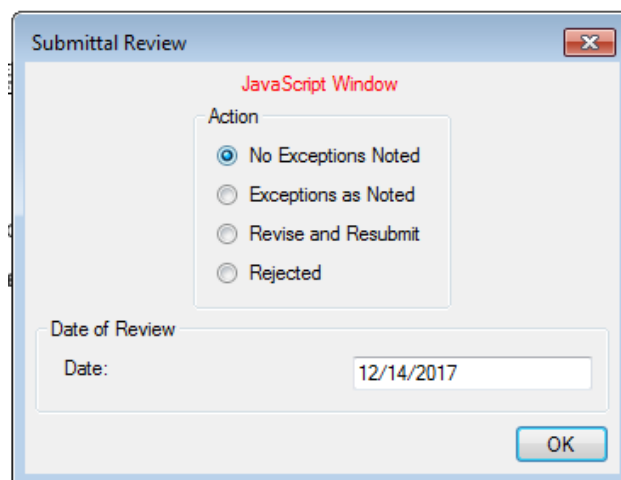 Submittal Review
JavaScript Window
Action
No Exceptions Noted
Exceptions as Noted
Revise and Resubmit
Rejected
Date of Review
Date: 12/14/2017
OK